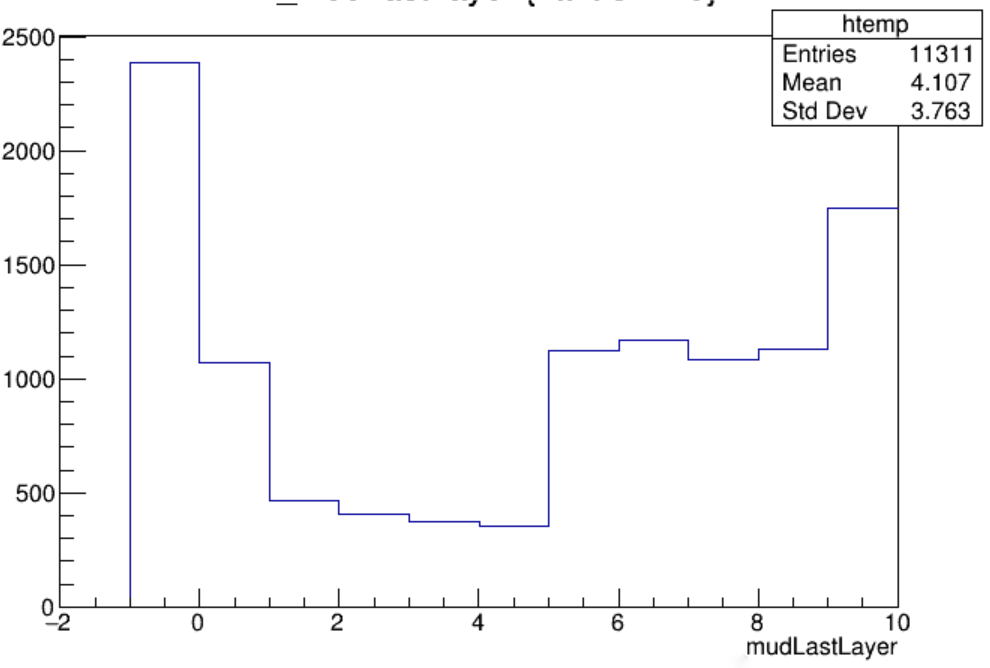 htemp
Entries 11311
Mean 4.107
Std Dev 3.763
2500
2000
1500
1000
500
0
−2 0 2 4 6 8 10
mudLastLayer